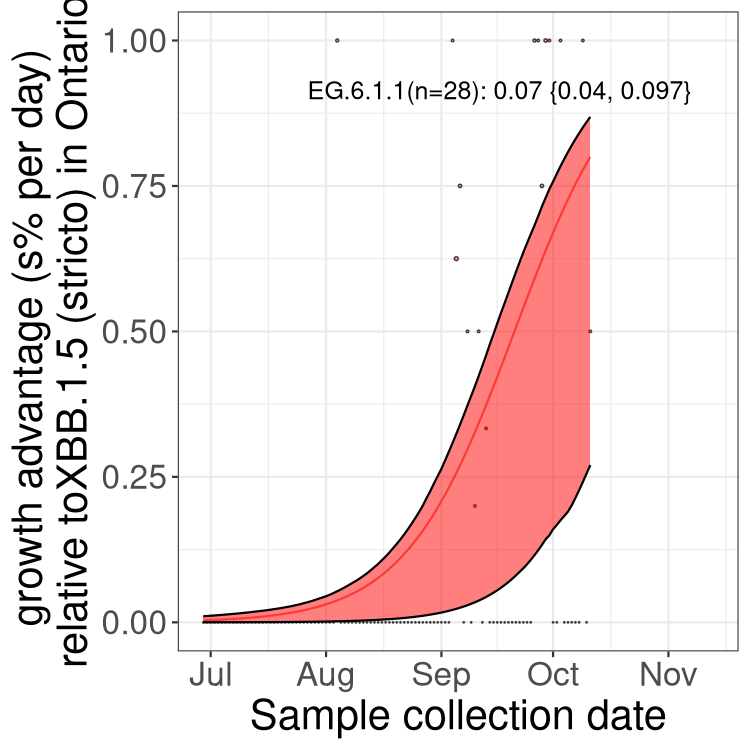 growth advantage (s% per day)
relative toXBB.1.5 (stricto) in Ontario
1.00
0.75
0.50
0.25
0.00
EG.6.1.1(n=28): 0.07 {0.04, 0.097}
Jul Aug Sep Oct Nov
Sample collection date